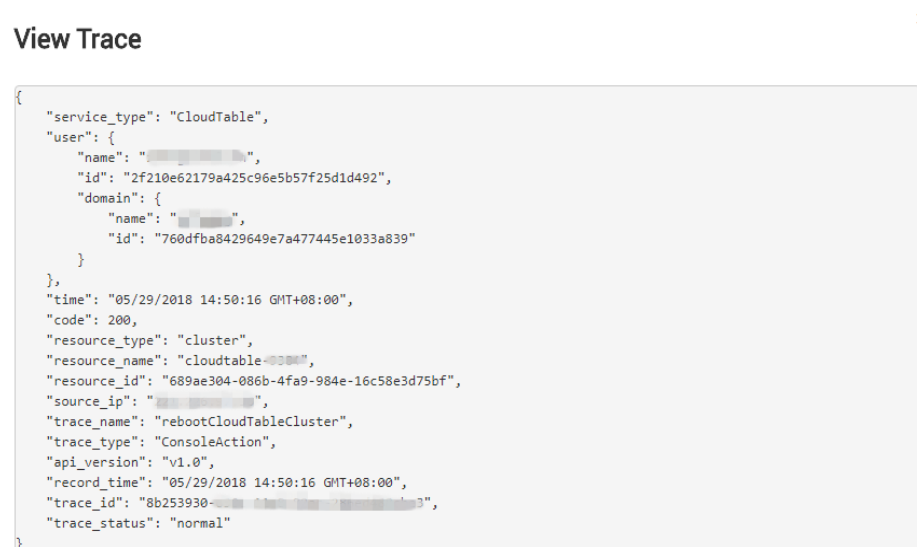 View Trace
{
"service_type": "CloudTable",
"user": {
"name": "",
"id": "2f210e62179a425c96e5b57f25d1d492",
"domain": {
"name": "",
"id": "760dfba8429649e7a477445e1033a839"
}
},
"time": "05/29/2018 14:50:16 GMT+08:00",
"code": 200,
"resource_type": "cluster",
"resource_name": "cloudtable-",
"resource_id": "689ae304-086b-4fa9-984e-16c58e3d75bf",
"source_ip": "",
"trace_name": "rebootCloudTableCluster",
"trace_type": "ConsoleAction",
"api_version": "v1.0",
"record_time": "05/29/2018 14:50:16 GMT+08:00",
"trace_id": "8b253930-3",
"trace_status": "normal"
}